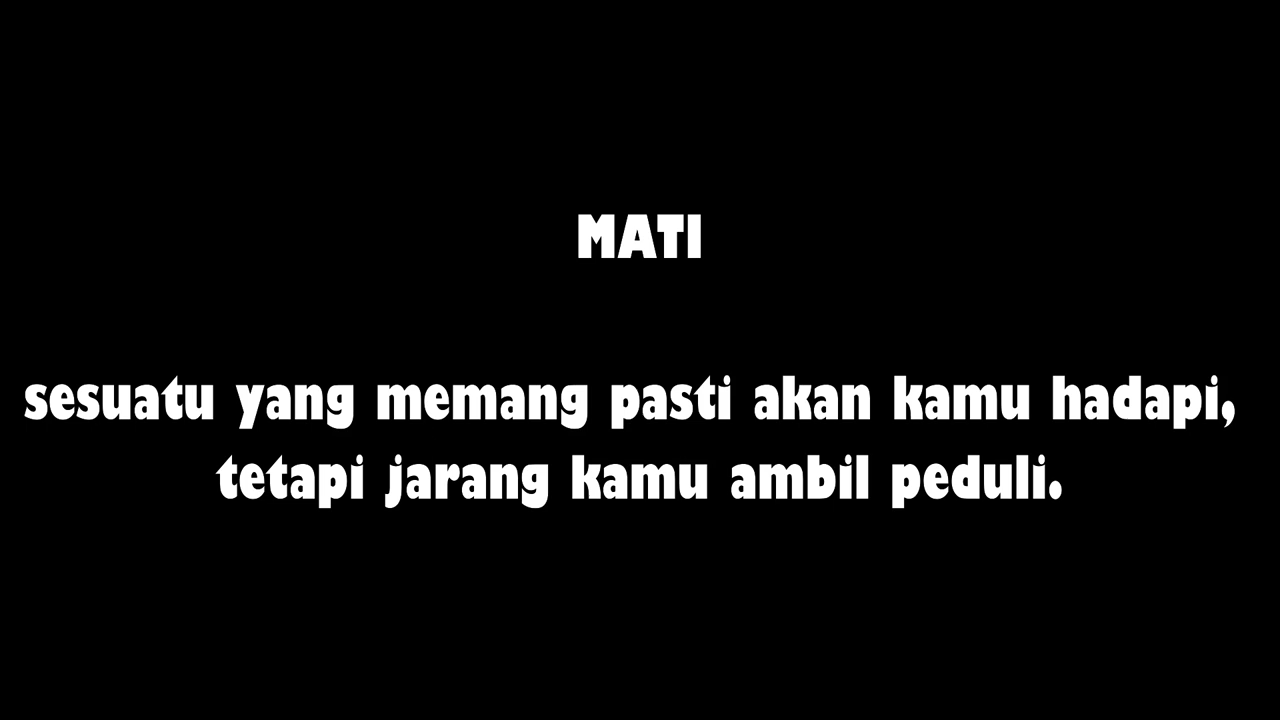 MATI
sesuatu yang memang pasti akan kamu hadapi,
tetapi jarang kamu ambil peduli.